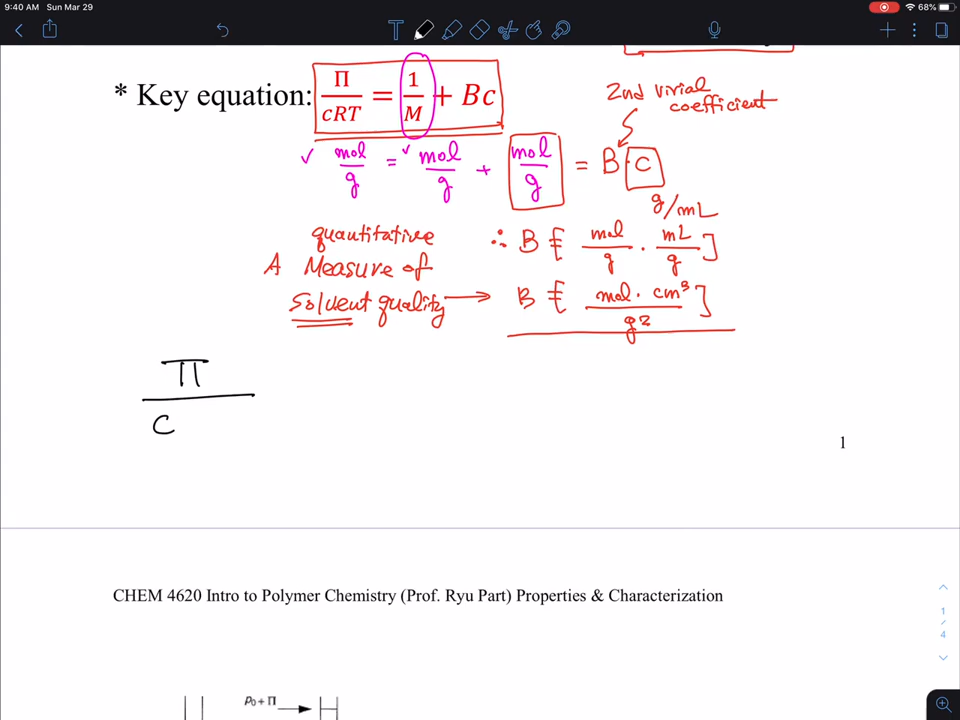 9:40 AM Sun Mar 29
68%
* Key equation: Π/cRT = 1/M + Bc
2nd virial
coefficient
✓ mol/g = ✓ mol/g + mol/g = B·c
g/mL
quantitative
∴ B [ mol/g · mL/g ]
A Measure of
Solvent quality → B [ mol·cm³/g2 ]
Π
c
1
CHEM 4620 Intro to Polymer Chemistry (Prof. Ryu Part) Properties & Characterization
1
/
4
P₀ + Π